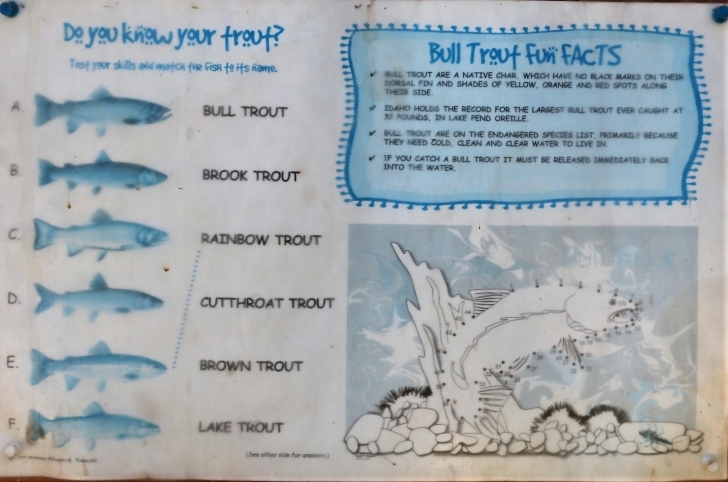 Do you know your trout?
Test your skills and match the fish to its name.
A. BULL TROUT
B. BROOK TROUT
C. RAINBOW TROUT
D. CUTTHROAT TROUT
E. BROWN TROUT
F. LAKE TROUT
(See other side for answers.)
Bull Trout Fun FACTS
✓ BULL TROUT ARE A NATIVE CHAR, WHICH HAVE NO BLACK MARKS ON THEIR
DORSAL FIN AND SHADES OF YELLOW, ORANGE AND RED SPOTS ALONG
THEIR SIDE.
✓ IDAHO HOLDS THE RECORD FOR THE LARGEST BULL TROUT EVER CAUGHT AT
32 POUNDS, IN LAKE PEND OREILLE.
✓ BULL TROUT ARE ON THE ENDANGERED SPECIES LIST, PRIMARILY BECAUSE
THEY NEED COLD, CLEAN AND CLEAR WATER TO LIVE IN.
✓ IF YOU CATCH A BULL TROUT IT MUST BE RELEASED IMMEDIATELY BACK
INTO THE WATER.